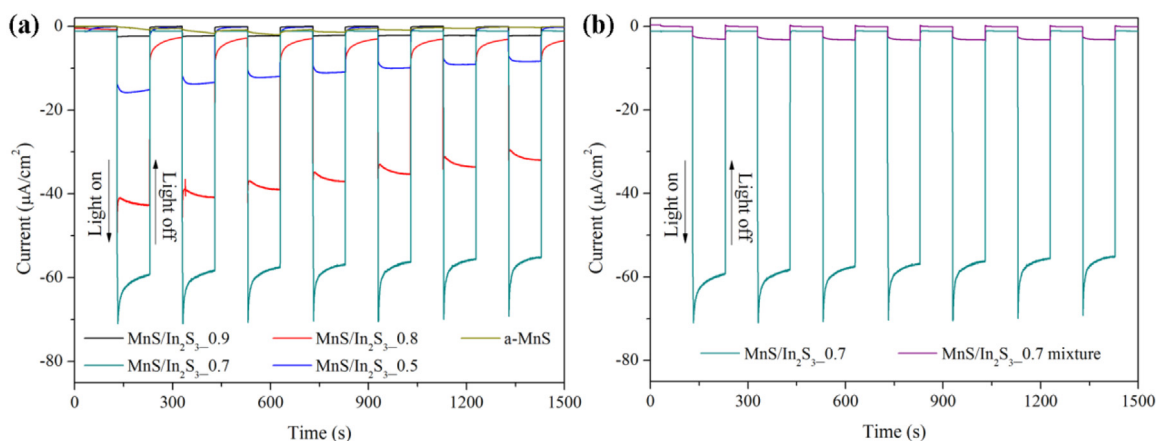 (a)
0
-20
-40
-60
-80
Current (μA/cm²)
Light on
Light off
MnS/In₂S₃_0.9
MnS/In₂S₃_0.8
a-MnS
MnS/In₂S₃_0.7
MnS/In₂S₃_0.5
0
300
600
900
1200
1500
Time (s)
(b)
0
-20
-40
-60
-80
Current (μA/cm²)
Light on
Light off
MnS/In₂S₃_0.7
MnS/In₂S₃_0.7 mixture
0
300
600
900
1200
1500
Time (s)